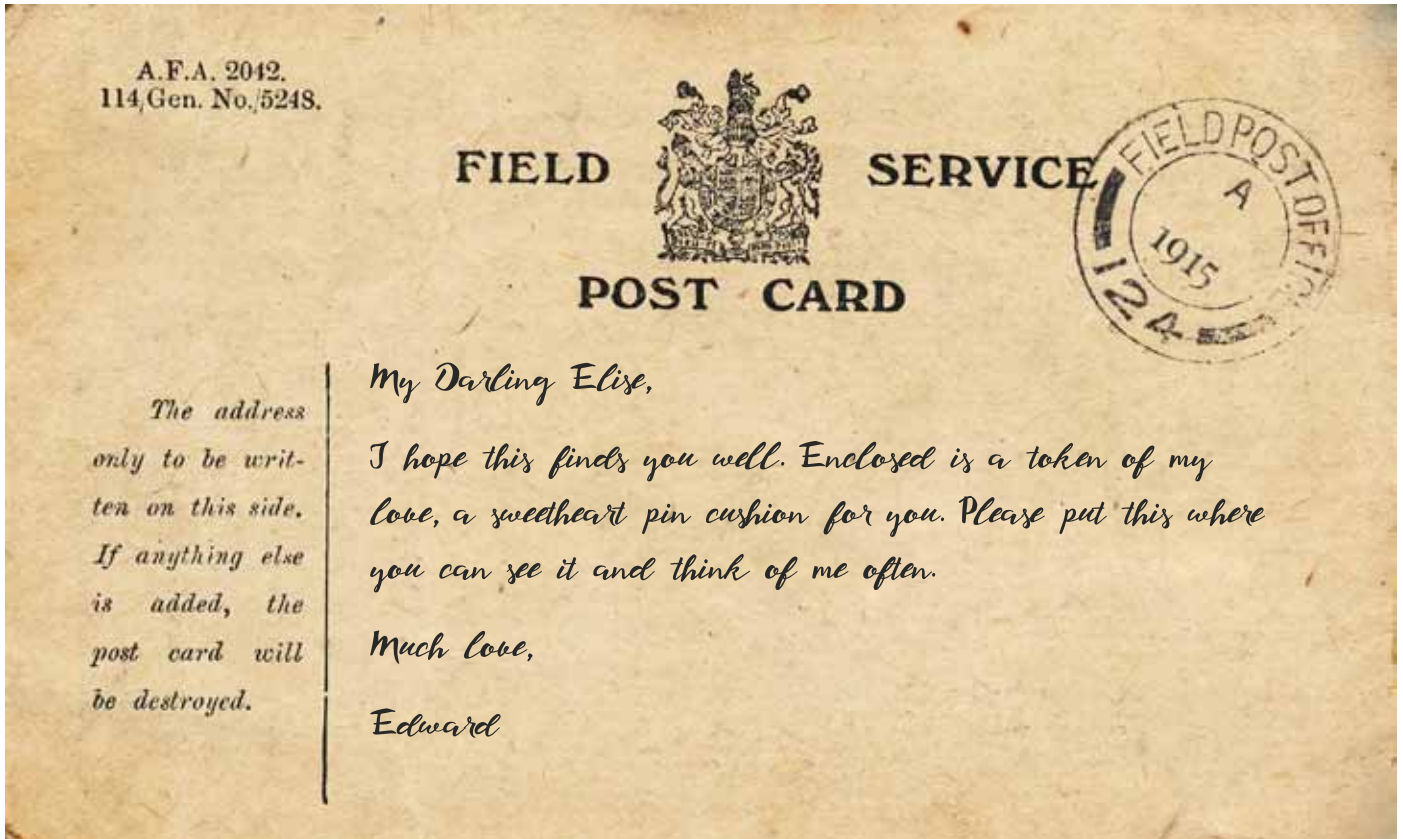 A.F.A. 2042.
114/Gen. No./5248.
FIELD SERVICE
POST CARD
FIELD POST OFFICE
A
1915
124
The address
only to be writ-
ten on this side.
If anything else
is added, the
post card will
be destroyed.
My Darling Elise,
I hope this finds you well. Enclosed is a token of my
love, a sweetheart pin cushion for you. Please put this where
you can see it and think of me often.
Much love,
Edward